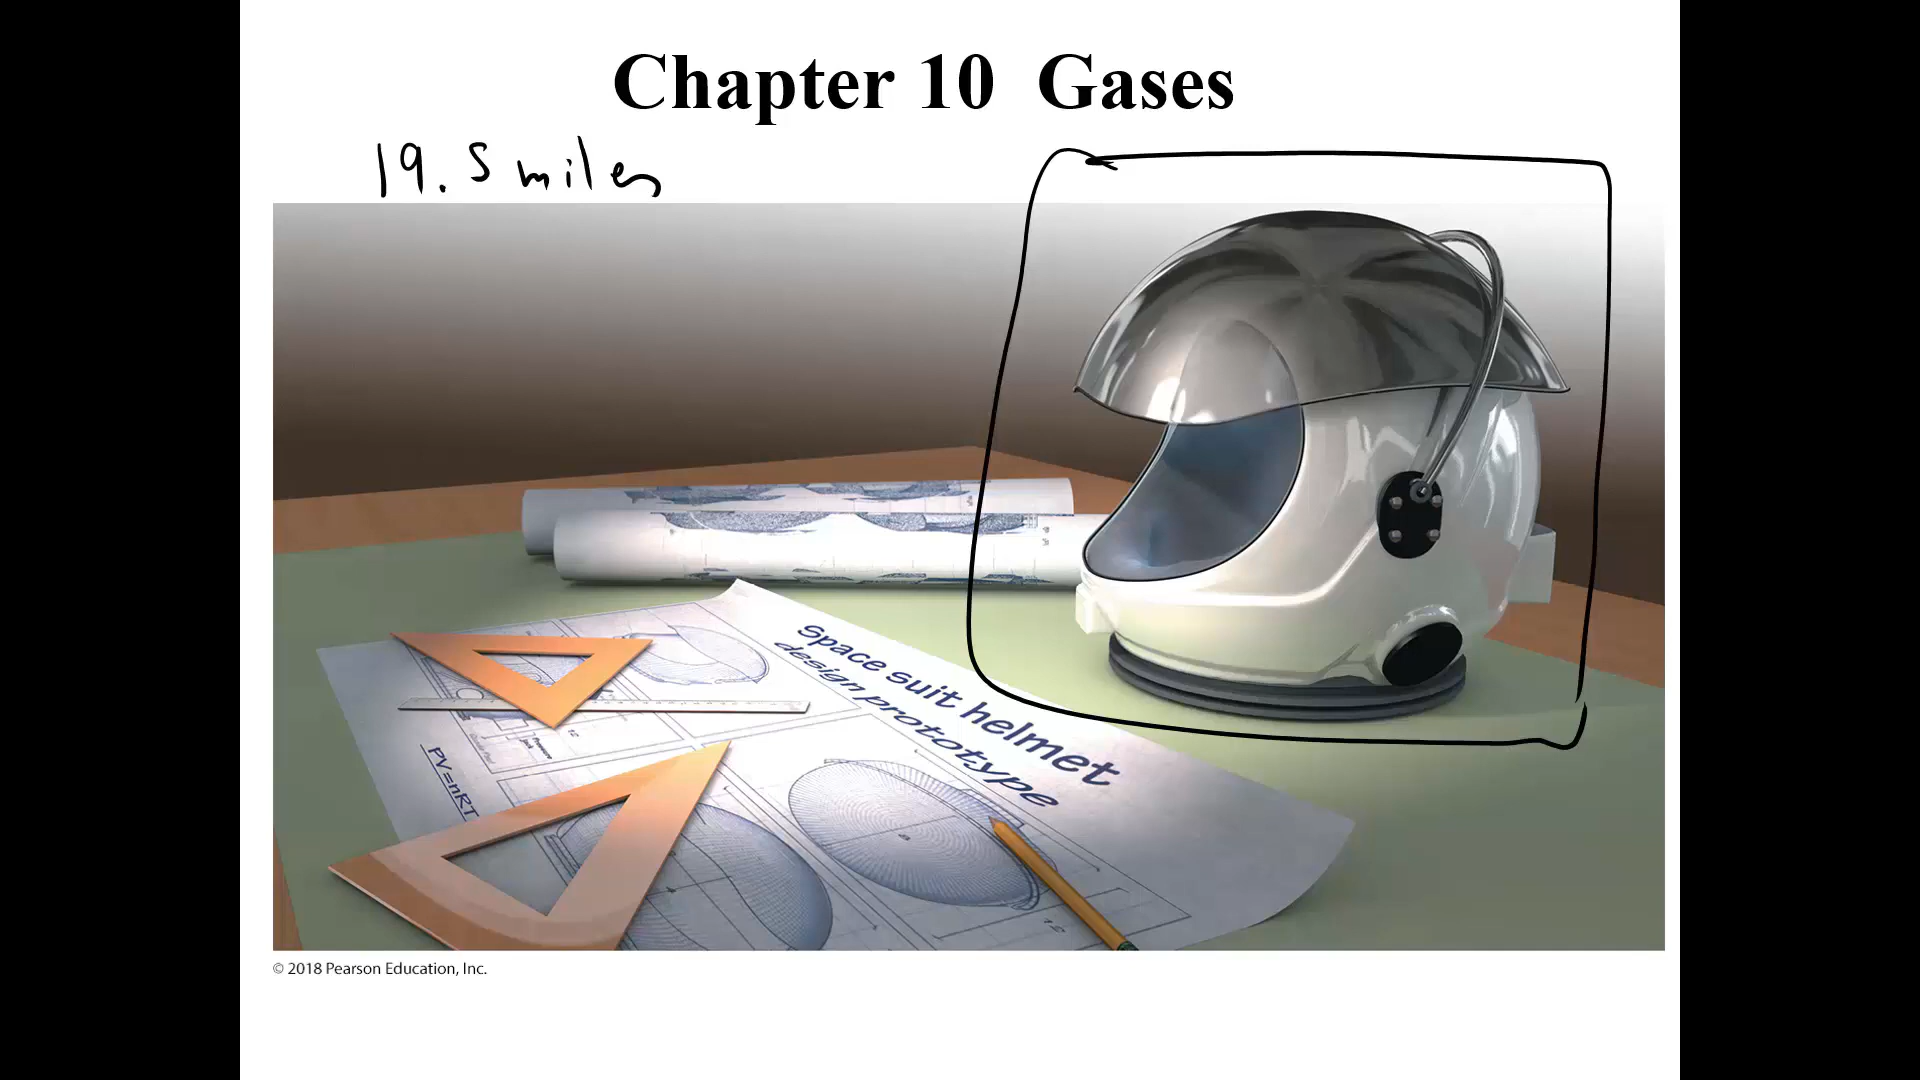 Chapter 10 Gases
19.5 miles
Space suit helmet
design prototype
PV=nRT
© 2018 Pearson Education, Inc.